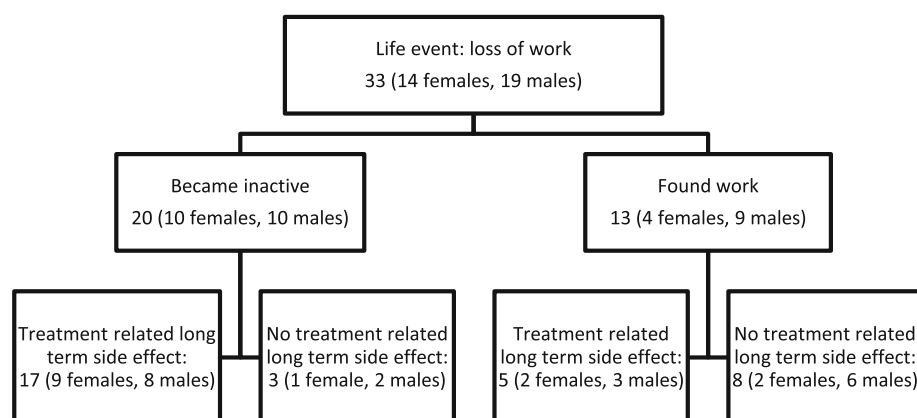 Life event: loss of work
33 (14 females, 19 males)
Became inactive
20 (10 females, 10 males)
Found work
13 (4 females, 9 males)
Treatment related long
term side effect:
17 (9 females, 8 males)
No treatment related
long term side effect:
3 (1 female, 2 males)
Treatment related
long term side effect:
5 (2 females, 3 males)
No treatment related
long term side effect:
8 (2 females, 6 males)